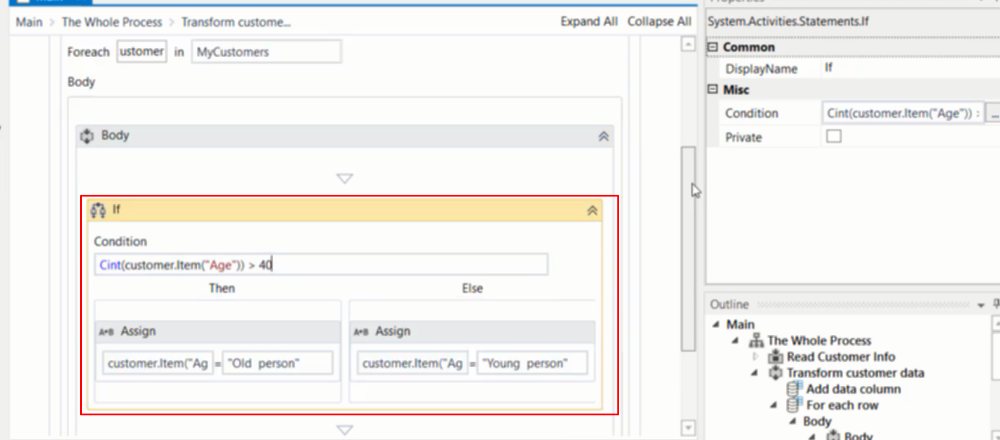 Main > The Whole Process > Transform custome...
Expand All Collapse All
Foreach ustomer in MyCustomers
Body
Body
If
Condition
Cint(customer.Item("Age")) > 40
Then Else
A+B Assign A+B Assign
customer.Item("Ag = "Old person" customer.Item("Ag = "Young person"
Properties
System.Activities.Statements.If
Common
DisplayName If
Misc
Condition Cint(customer.Item("Age")) : ...
Private
Outline
Main
The Whole Process
Read Customer Info
Transform customer data
Add data column
For each row
Body
Body